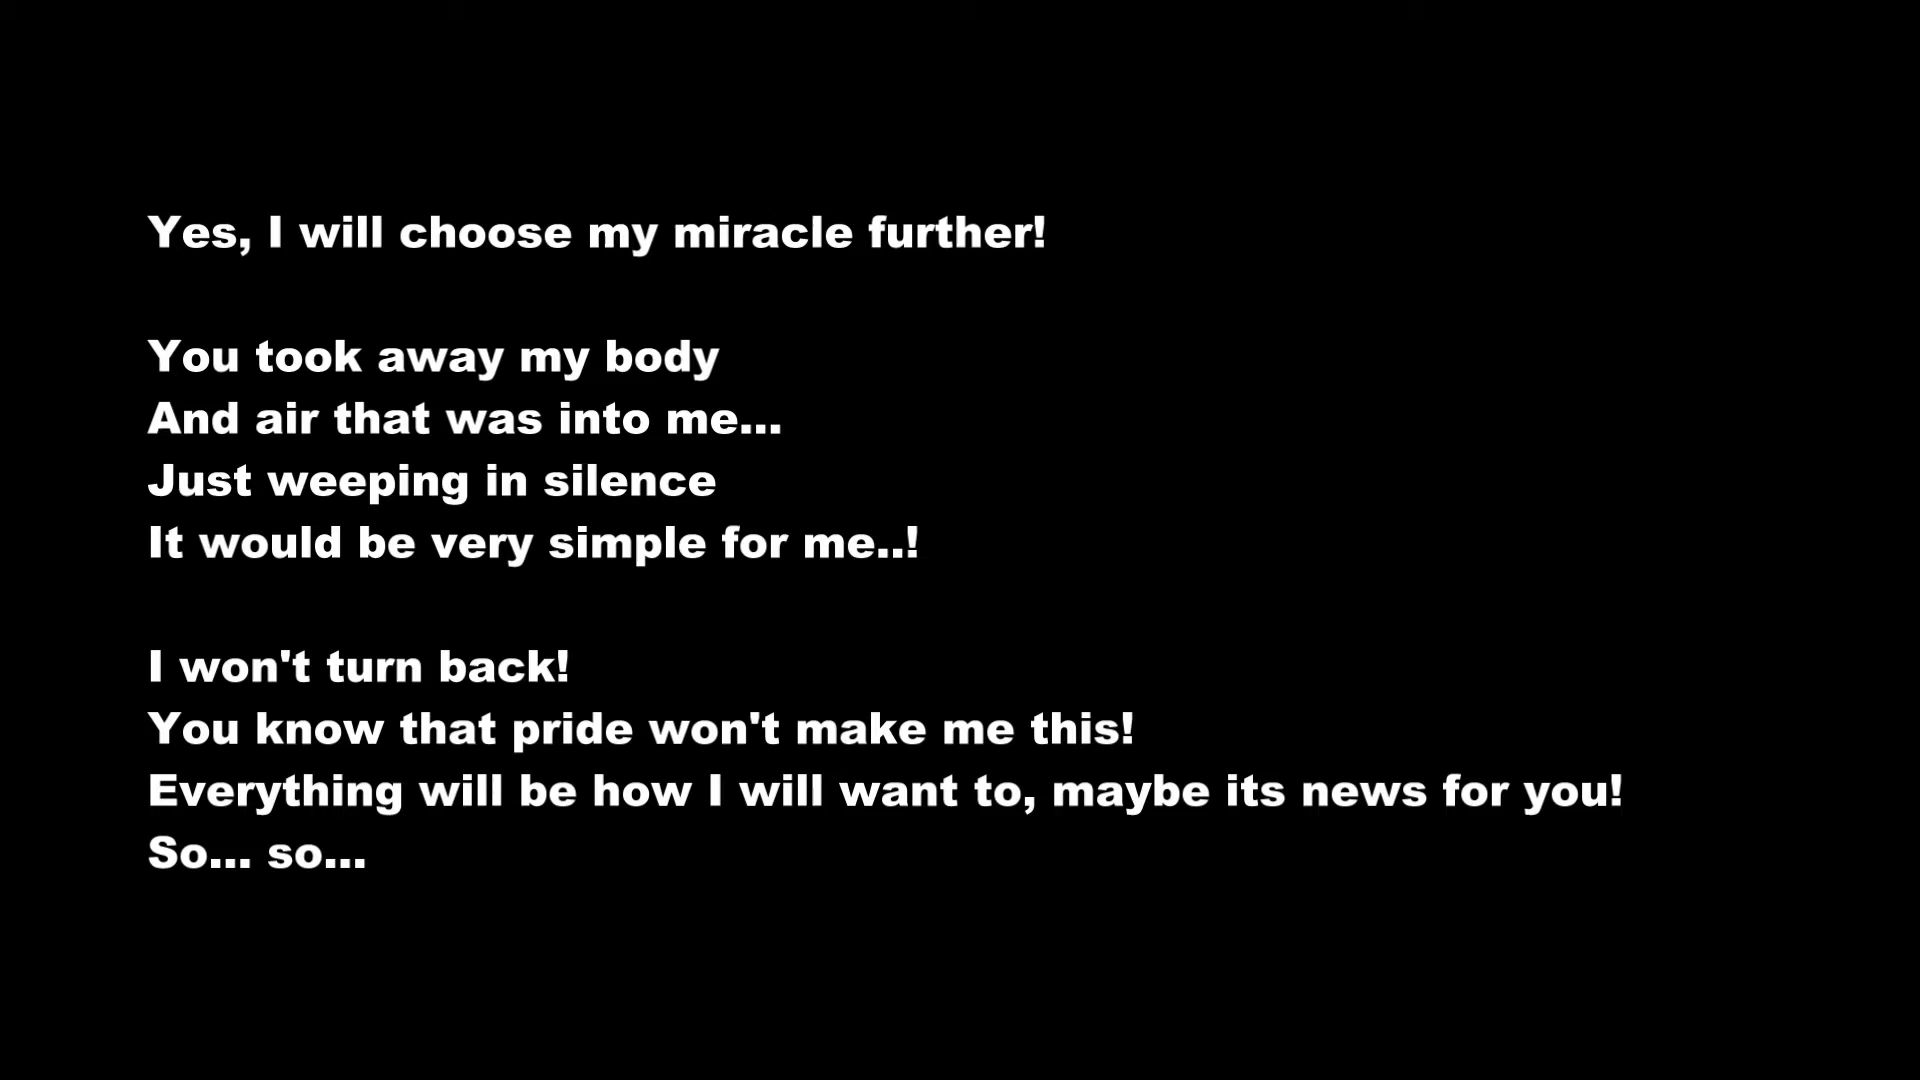 Yes, I will choose my miracle further!
You took away my body
And air that was into me...
Just weeping in silence
It would be very simple for me..!
I won't turn back!
You know that pride won't make me this!
Everything will be how I will want to, maybe its news for you!
So... so...